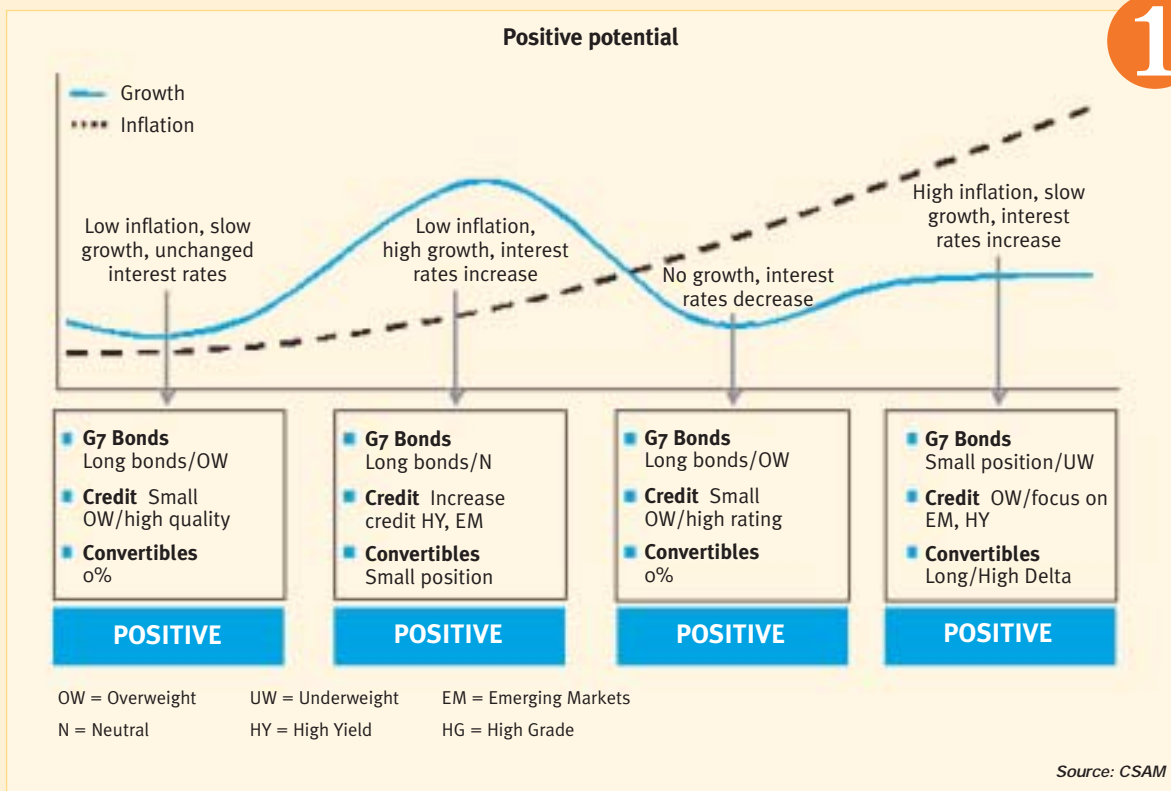 Positive potential
1
Growth
Inflation
Low inflation, slow
growth, unchanged
interest rates
Low inflation,
high growth, interest
rates increase
No growth, interest
rates decrease
High inflation, slow
growth, interest
rates increase
G7 Bonds
Long bonds/OW
Credit Small
OW/high quality
Convertibles
0%
POSITIVE
G7 Bonds
Long bonds/N
Credit Increase
credit HY, EM
Convertibles
Small position
POSITIVE
G7 Bonds
Long bonds/OW
Credit Small
OW/high rating
Convertibles
0%
POSITIVE
G7 Bonds
Small position/UW
Credit OW/focus on
EM, HY
Convertibles
Long/High Delta
POSITIVE
OW = Overweight UW = Underweight EM = Emerging Markets
N = Neutral HY = High Yield HG = High Grade
Source: CSAM